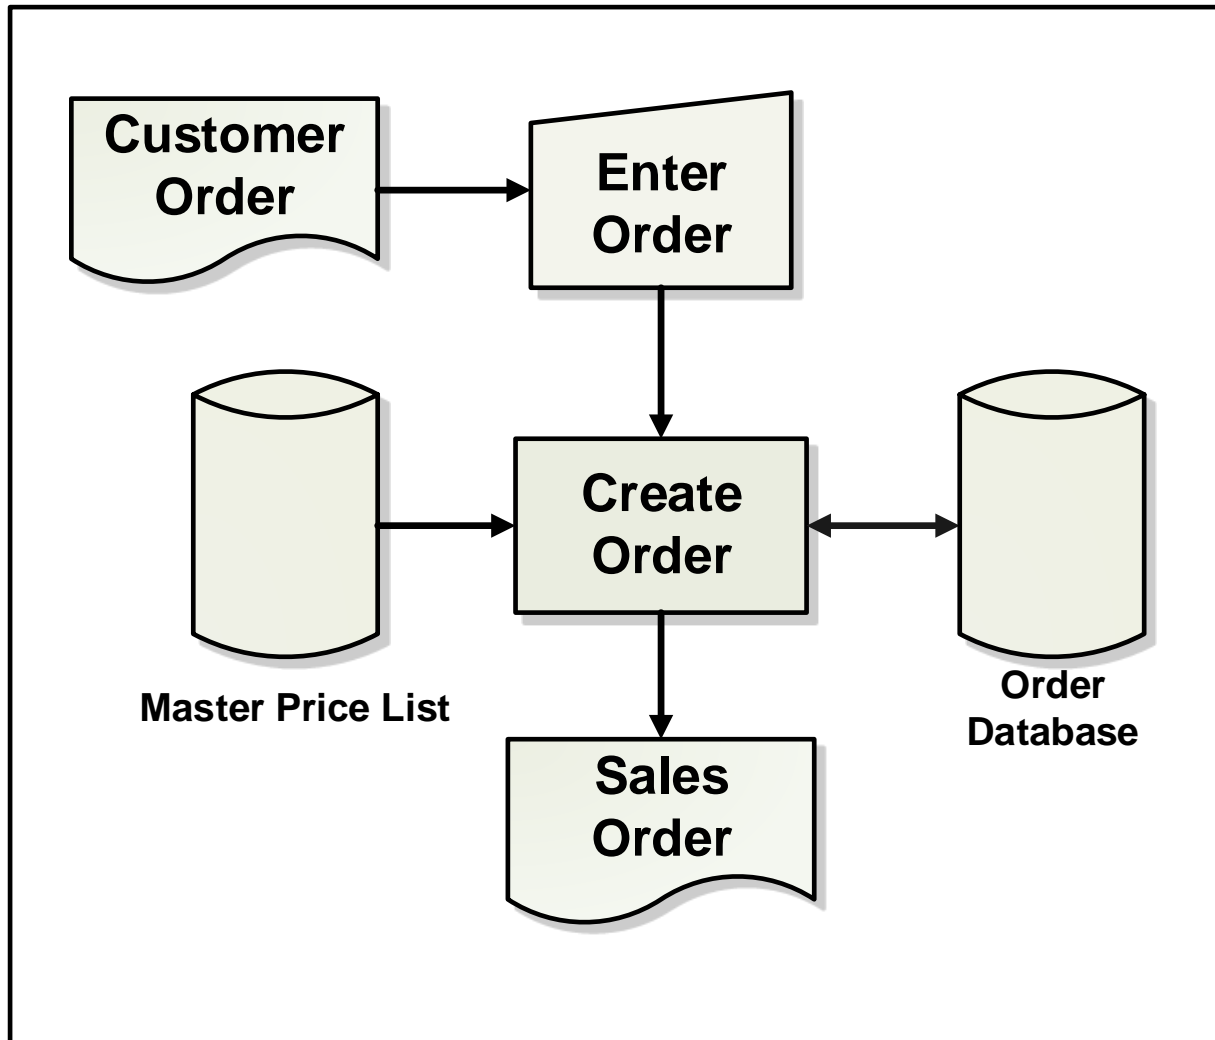 Customer
Order
Enter
Order
Create
Order
Master Price List
Order
Database
Sales
Order